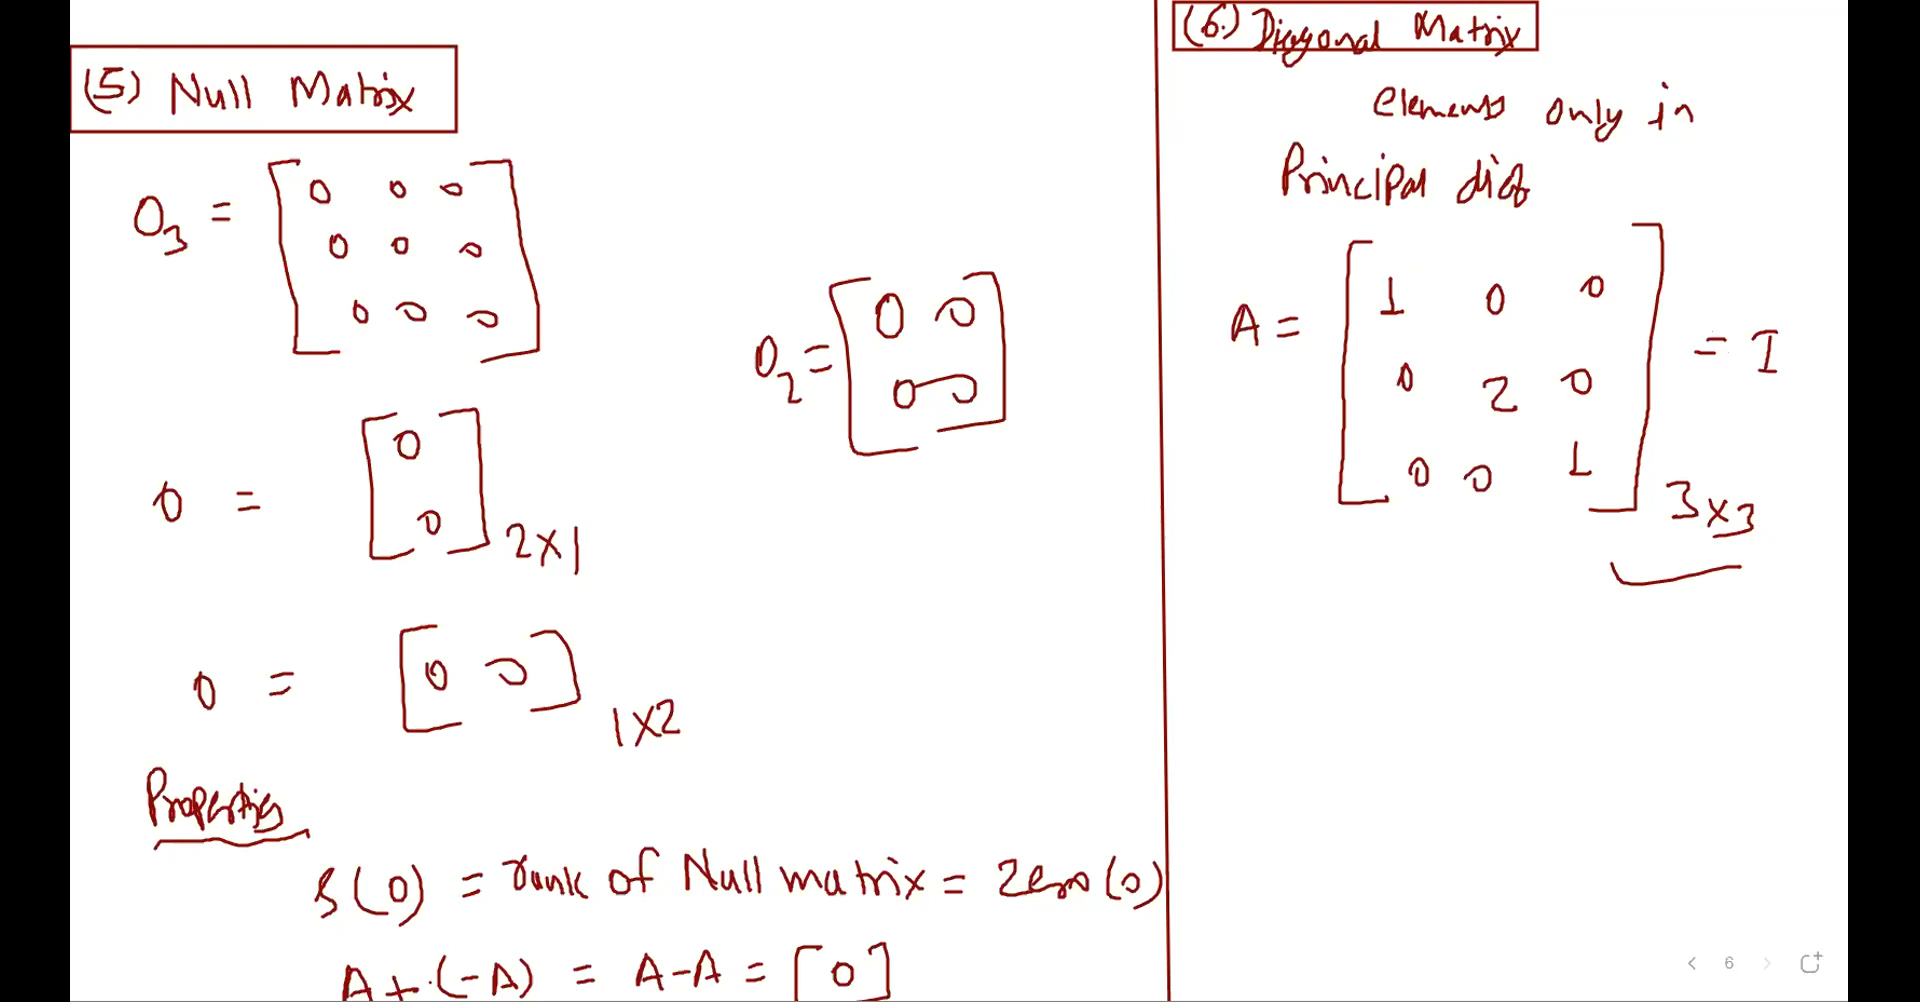 (5) Null Matrix
O3 = [ 0 0 0
0 0 0
0 0 0 ]
O2 = [ 0 0
0 0 ]
0 = [ 0
0 ] 2x1
0 = [ 0 0 ] 1x2
Properties
(0) = rank of Null matrix = Zero (0)
A + (-A) = A-A = [0]
(6.) Diagonal Matrix
elements only in
Principal
A = [ 1 0 0
0 2 0
0 0 1 ] 3x3 = I
6